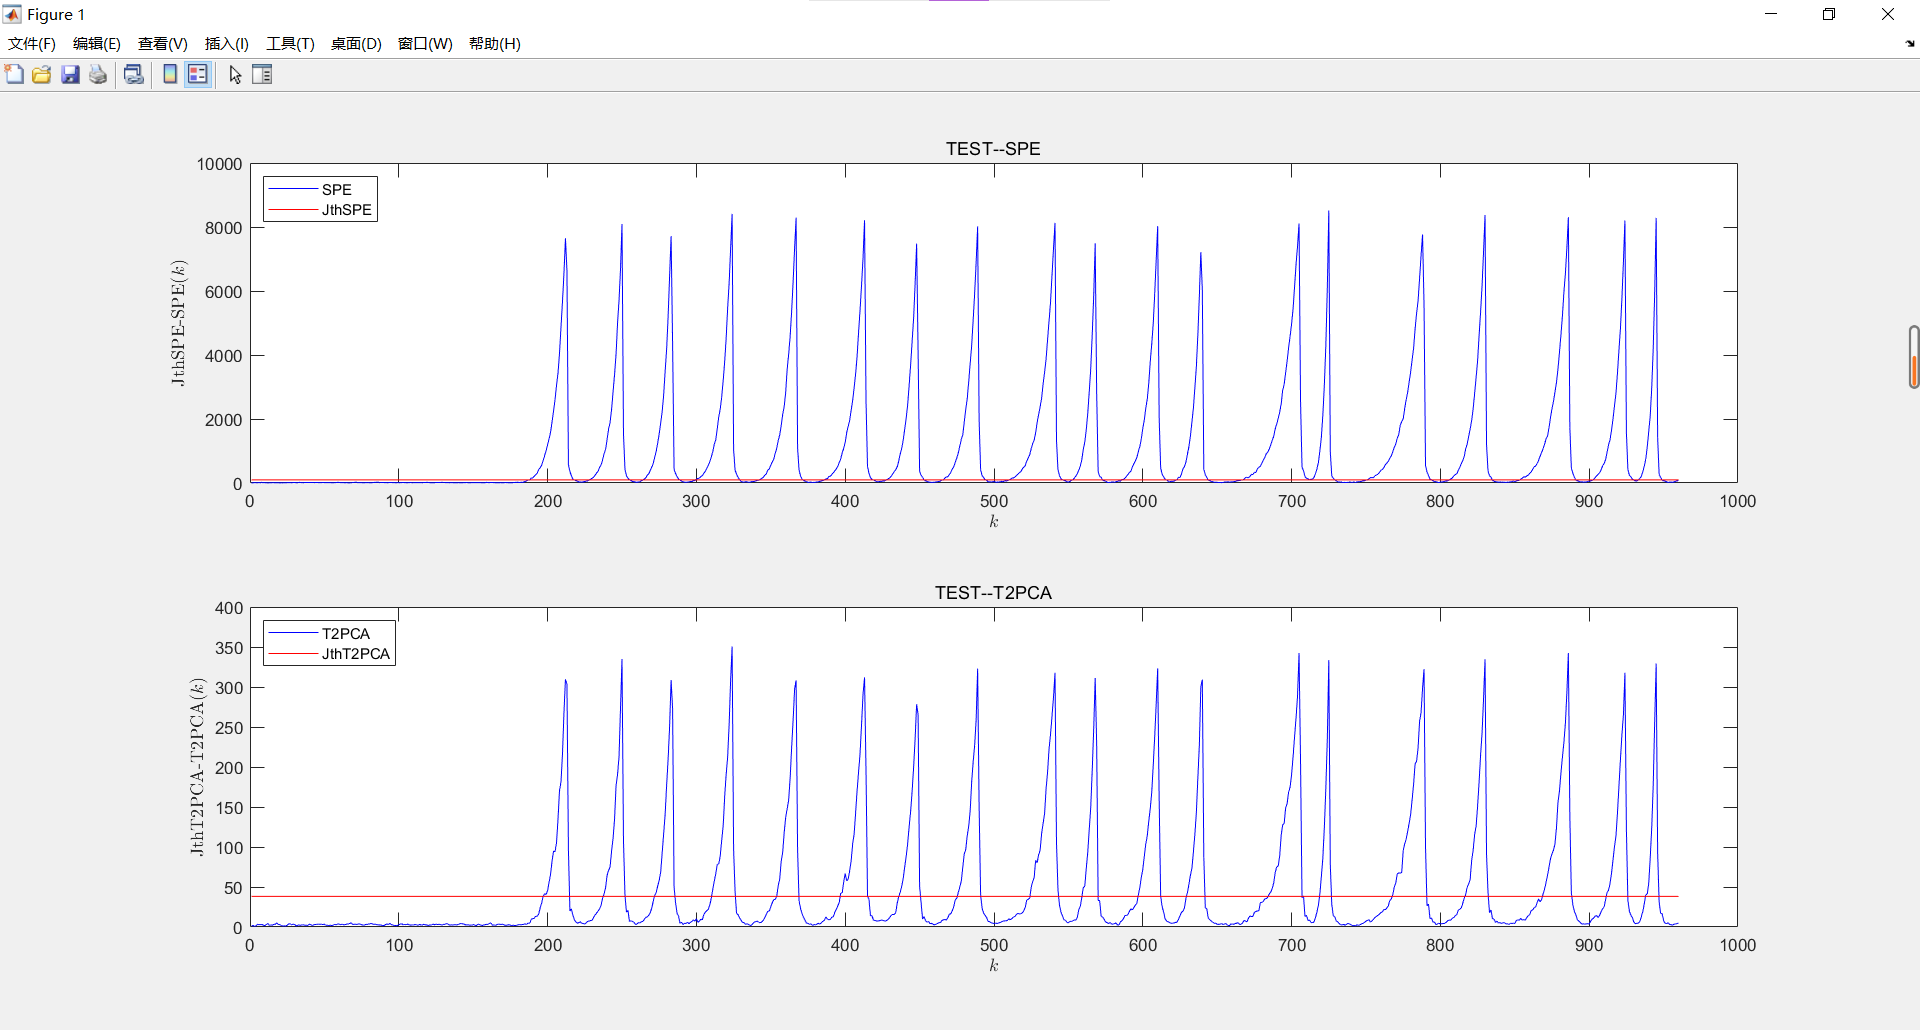 Figure 1
文件(F) 编辑(E) 查看(V) 插入(I) 工具(T) 桌面(D) 窗口(W) 帮助(H)
TEST--SPE
SPE
JthSPE
JthSPE-SPE(k)
10000
8000
6000
4000
2000
0
0 100 200 300 400 500 600 700 800 900 1000
k
TEST--T2PCA
T2PCA
JthT2PCA
JthT2PCA-T2PCA(k)
400
350
300
250
200
150
100
50
0
0 100 200 300 400 500 600 700 800 900 1000
k